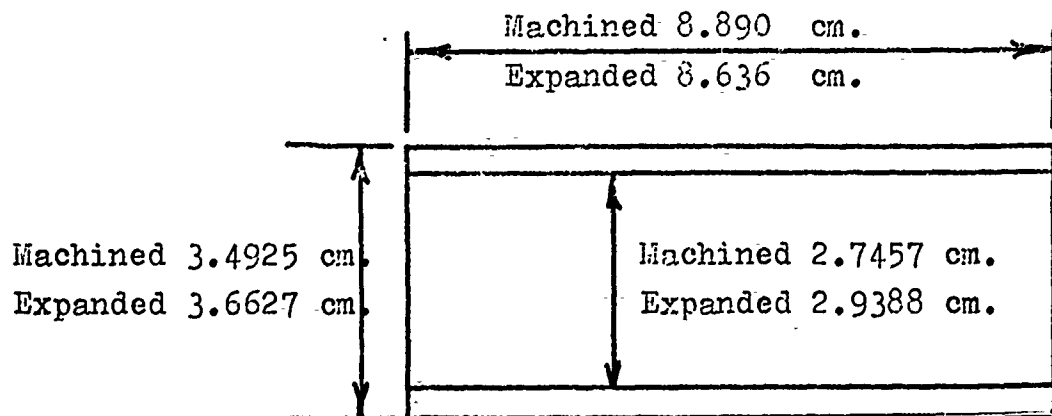 Machined 8.890 cm.
Expanded 8.636 cm.
Machined 3.4925 cm.
Expanded 3.6627 cm.
Machined 2.7457 cm.
Expanded 2.9388 cm.